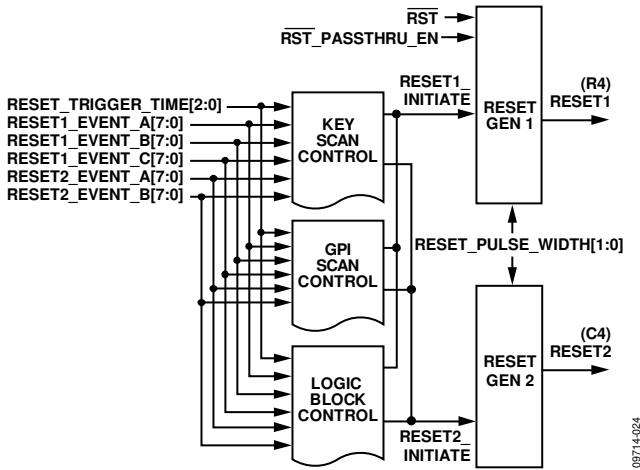 RST
RST_PASSTHRU_EN
RESET_TRIGGER_TIME[2:0]
RESET1_EVENT_A[7:0]
RESET1_EVENT_B[7:0]
RESET1_EVENT_C[7:0]
RESET2_EVENT_A[7:0]
RESET2_EVENT_B[7:0]
KEY
SCAN
CONTROL
RESET1_
INITIATE
RESET
GEN 1
(R4)
RESET1
GPI
SCAN
CONTROL
RESET_PULSE_WIDTH[1:0]
LOGIC
BLOCK
CONTROL
RESET2_
INITIATE
RESET
GEN 2
(C4)
RESET2
09714-024